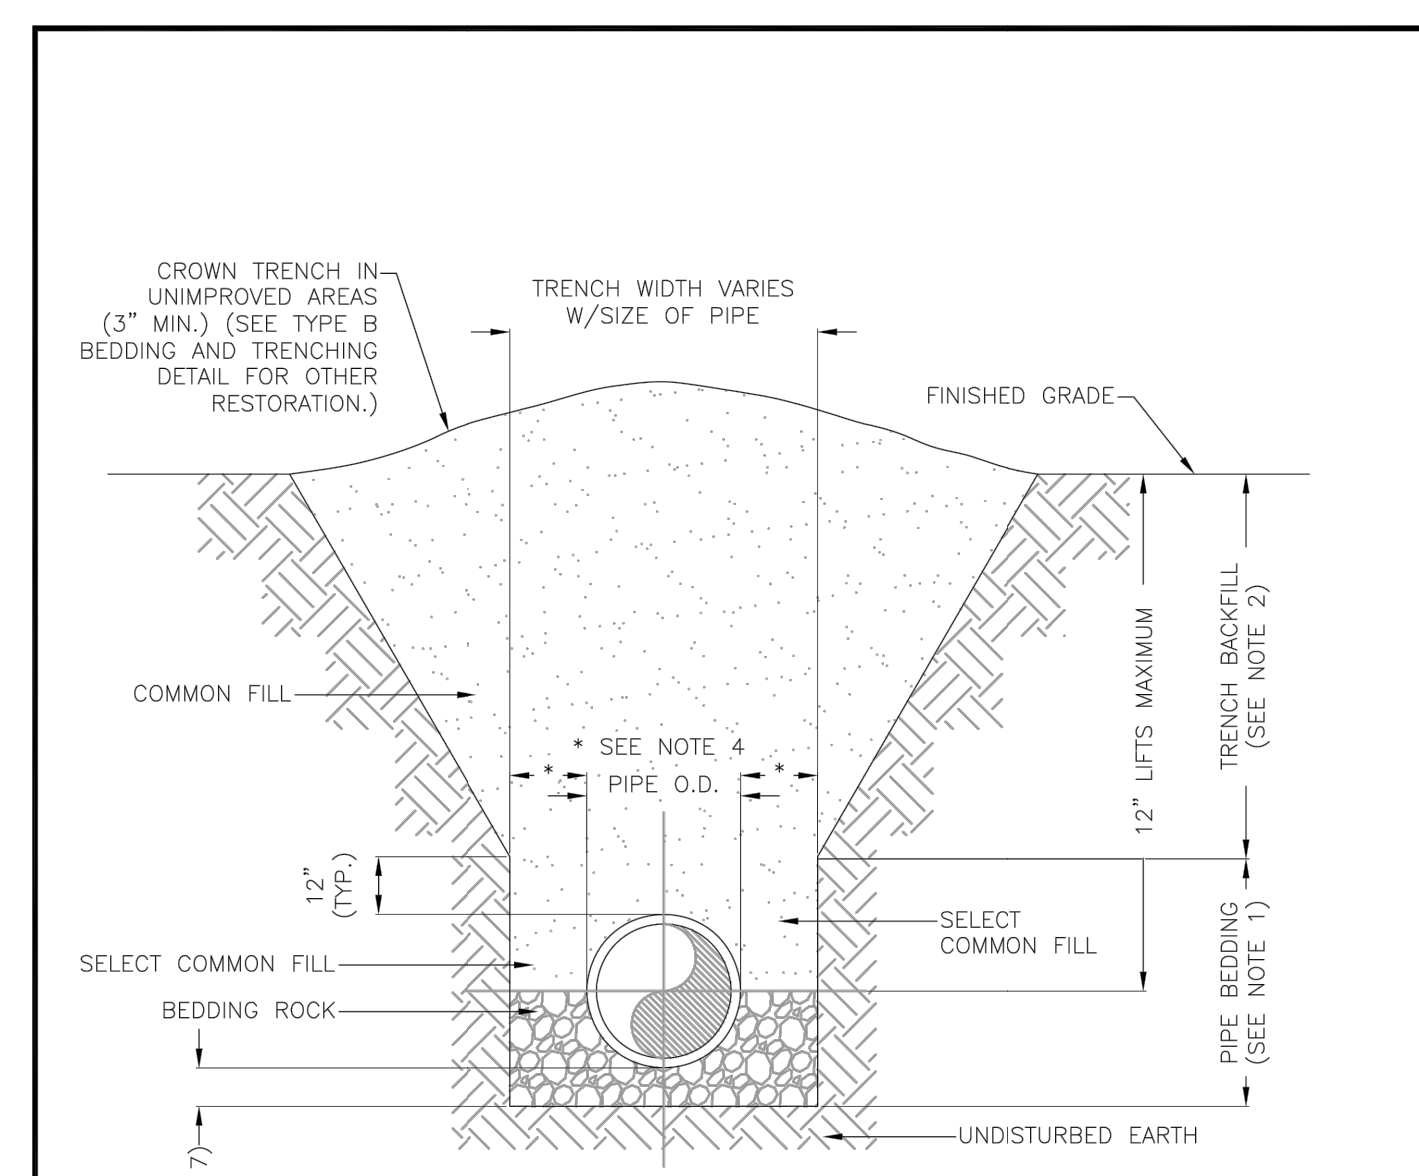 CROWN TRENCH IN
UNIMPROVED AREAS
(3" MIN.) (SEE TYPE B
BEDDING AND TRENCHING
DETAIL FOR OTHER
RESTORATION.)
TRENCH WIDTH VARIES
W/SIZE OF PIPE
FINISHED GRADE
COMMON FILL
* SEE NOTE 4
* *
PIPE O.D.
12" LIFTS MAXIMUM
TRENCH BACKFILL
(SEE NOTE 2)
12"
(TYP.)
SELECT
COMMON FILL
SELECT COMMON FILL
BEDDING ROCK
PIPE BEDDING
(SEE NOTE 1)
UNDISTURBED EARTH
7)